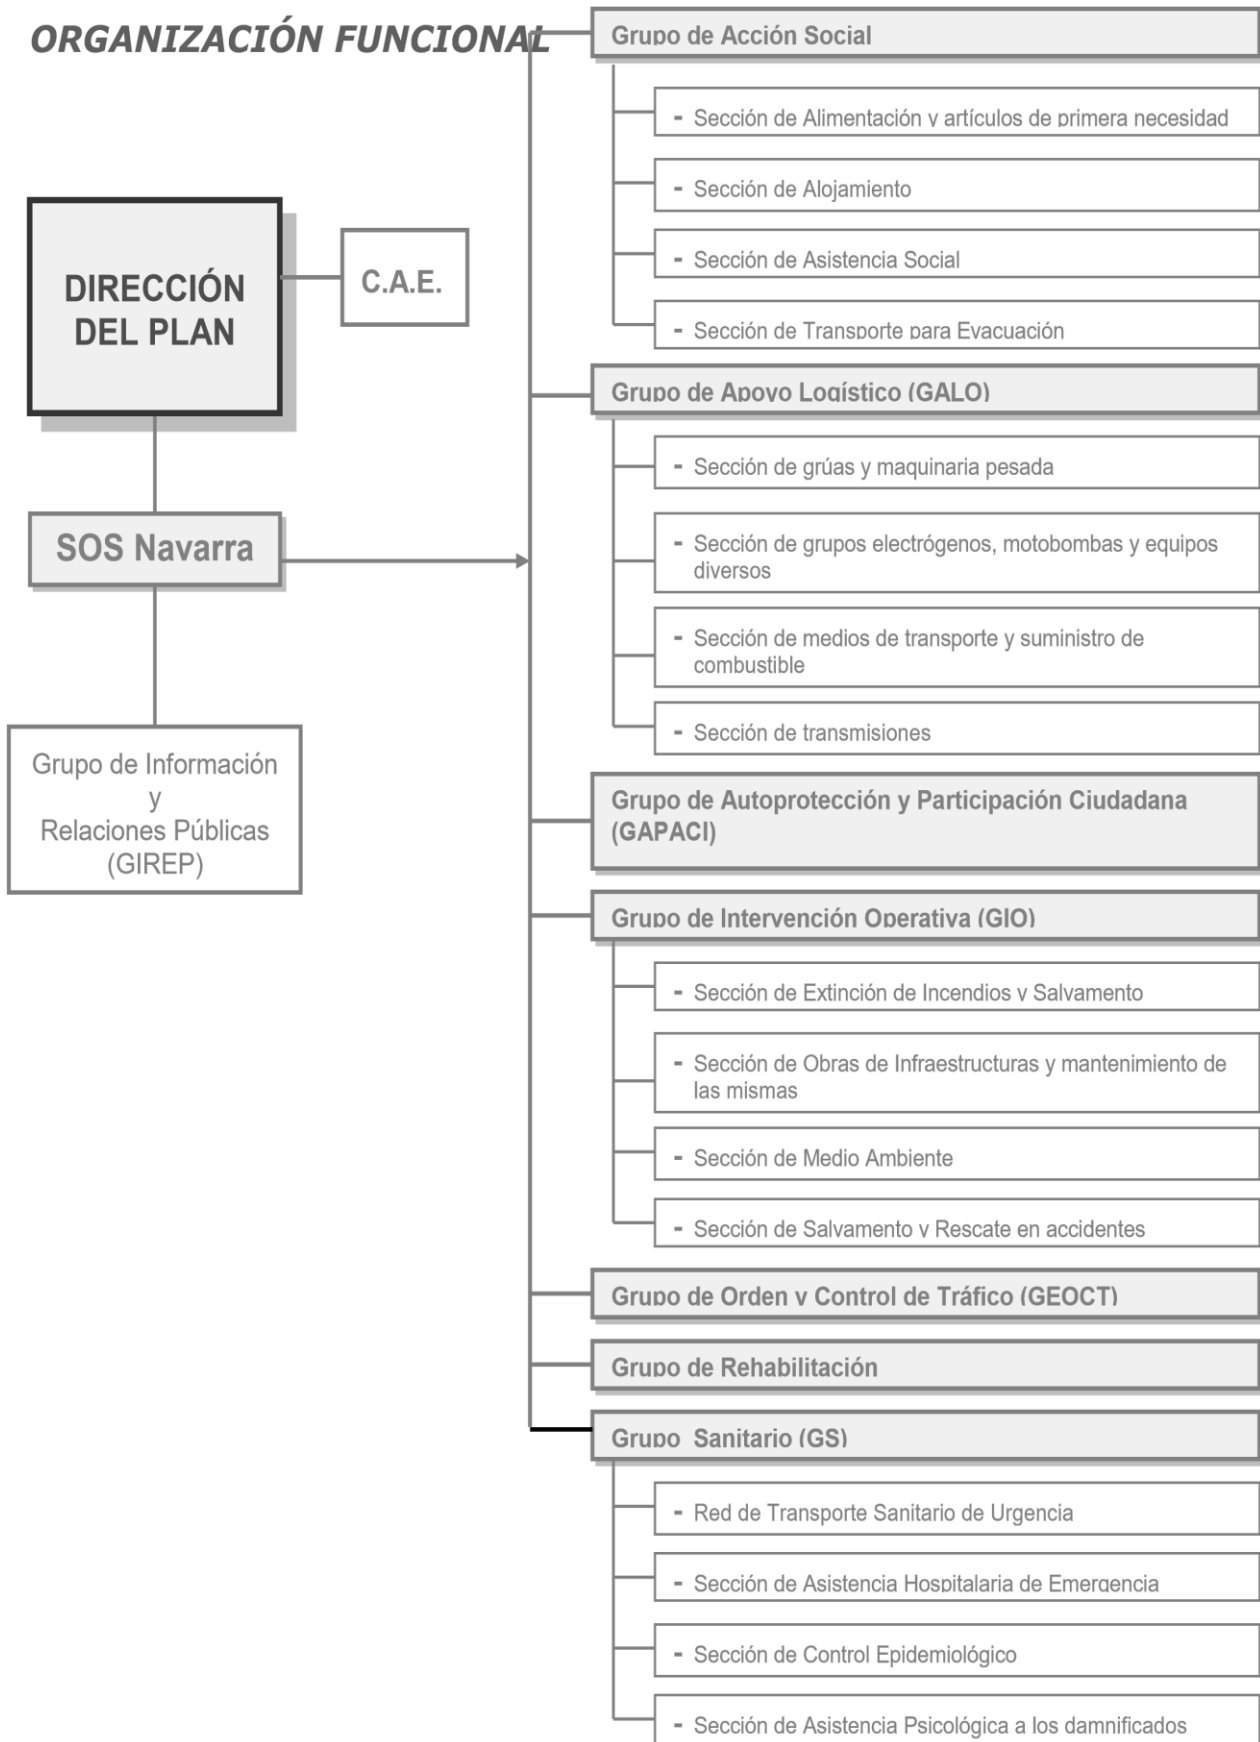 ORGANIZACIÓN FUNCIONAL
DIRECCIÓN
DEL PLAN
C.A.E.
SOS Navarra
Grupo de Información
y
Relaciones Públicas
(GIREP)
Grupo de Acción Social
- Sección de Alimentación y artículos de primera necesidad
- Sección de Alojamiento
- Sección de Asistencia Social
- Sección de Transporte para Evacuación
Grupo de Apoyo Logístico (GALO)
- Sección de grúas y maquinaria pesada
- Sección de grupos electrógenos, motobombas y equipos
diversos
- Sección de medios de transporte y suministro de
combustible
- Sección de transmisiones
Grupo de Autoprotección y Participación Ciudadana
(GAPACI)
Grupo de Intervención Operativa (GIO)
- Sección de Extinción de Incendios y Salvamento
- Sección de Obras de Infraestructuras y mantenimiento de
las mismas
- Sección de Medio Ambiente
- Sección de Salvamento y Rescate en accidentes
Grupo de Orden y Control de Tráfico (GEOCT)
Grupo de Rehabilitación
Grupo Sanitario (GS)
- Red de Transporte Sanitario de Urgencia
- Sección de Asistencia Hospitalaria de Emergencia
- Sección de Control Epidemiológico
- Sección de Asistencia Psicológica a los damnificados